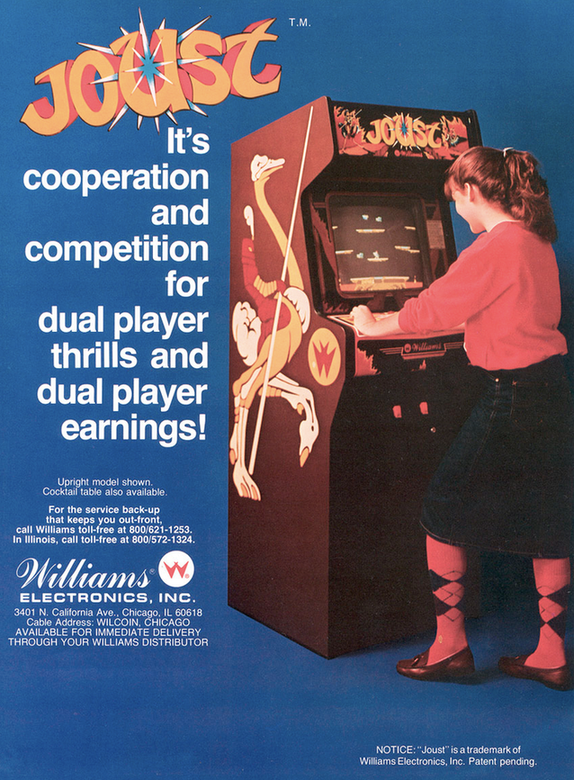 JOUST
T.M.
It's
cooperation
and
competition
for
dual player
thrills and
dual player
earnings!
JOUST
Williams
W
Upright model shown.
Cocktail table also available.
For the service back-up
that keeps you out-front,
call Williams toll-free at 800/621-1253.
In Illinois, call toll-free at 800/572-1324.
Williams® W®
ELECTRONICS, INC.
3401 N. California Ave., Chicago, IL 60618
Cable Address: WILCOIN, CHICAGO
AVAILABLE FOR IMMEDIATE DELIVERY
THROUGH YOUR WILLIAMS DISTRIBUTOR
NOTICE: "Joust" is a trademark of
Williams Electronics, Inc. Patent pending.